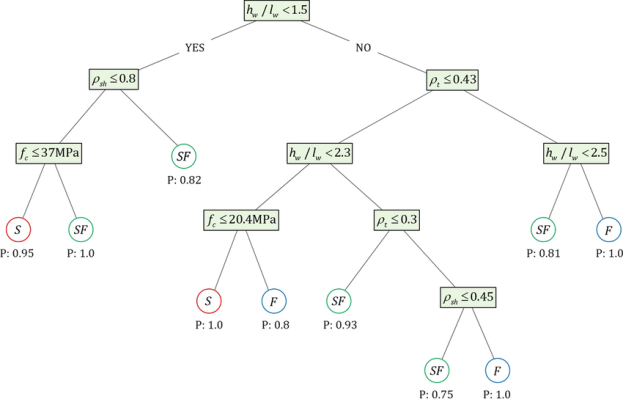 h_w / l_w <1.5
YES
NO
ρ_sh ≤0.8
ρ_t ≤0.43
f_c ≤37MPa
SF
P: 0.82
h_w / l_w <2.3
h_w / l_w <2.5
S
P: 0.95
SF
P: 1.0
f_c ≤20.4MPa
ρ_t ≤0.3
SF
P: 0.81
F
P: 1.0
S
P: 1.0
F
P: 0.8
SF
P: 0.93
ρ_sh ≤0.45
SF
P: 0.75
F
P: 1.0